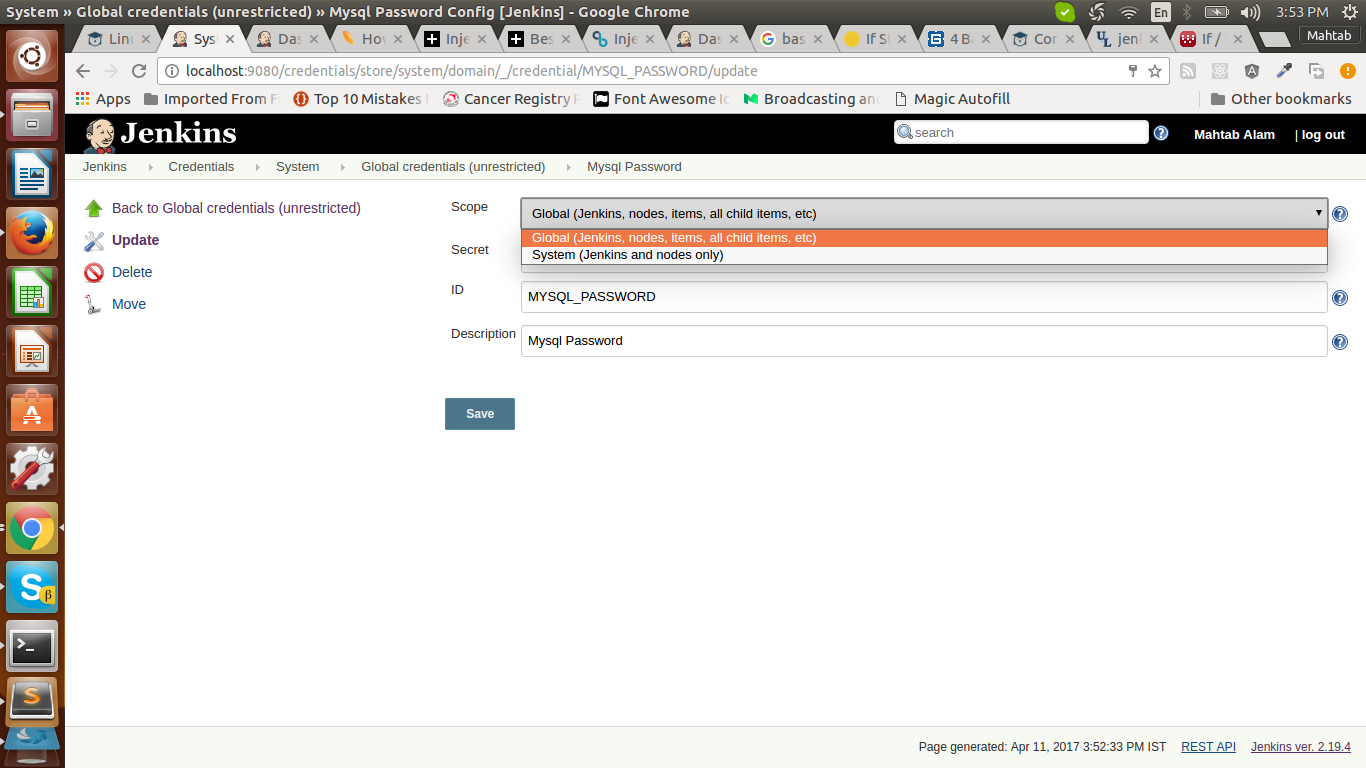 System » Global credentials (unrestricted) » Mysql Password Config [Jenkins] - Google Chrome
En
3:53 PM
Linu
Sys
Das
Hov
Inje
Bes
Inje
Das
bas
If Sl
4 Ba
Cor
jenl
If /
Mahtab
localhost:9080/credentials/store/system/domain/_/credential/MYSQL_PASSWORD/update
Apps
Imported From F
Top 10 Mistakes
Cancer Registry F
Font Awesome Ic
Broadcasting an
Magic Autofill
Other bookmarks
Jenkins
search
Mahtab Alam
| log out
Jenkins
Credentials
System
Global credentials (unrestricted)
Mysql Password
Back to Global credentials (unrestricted)
Update
Delete
Move
Scope
Global (Jenkins, nodes, items, all child items, etc)
Global (Jenkins, nodes, items, all child items, etc)
System (Jenkins and nodes only)
Secret
ID
MYSQL_PASSWORD
Description
Mysql Password
Save
Page generated: Apr 11, 2017 3:52:33 PM IST
REST API
Jenkins ver. 2.19.4